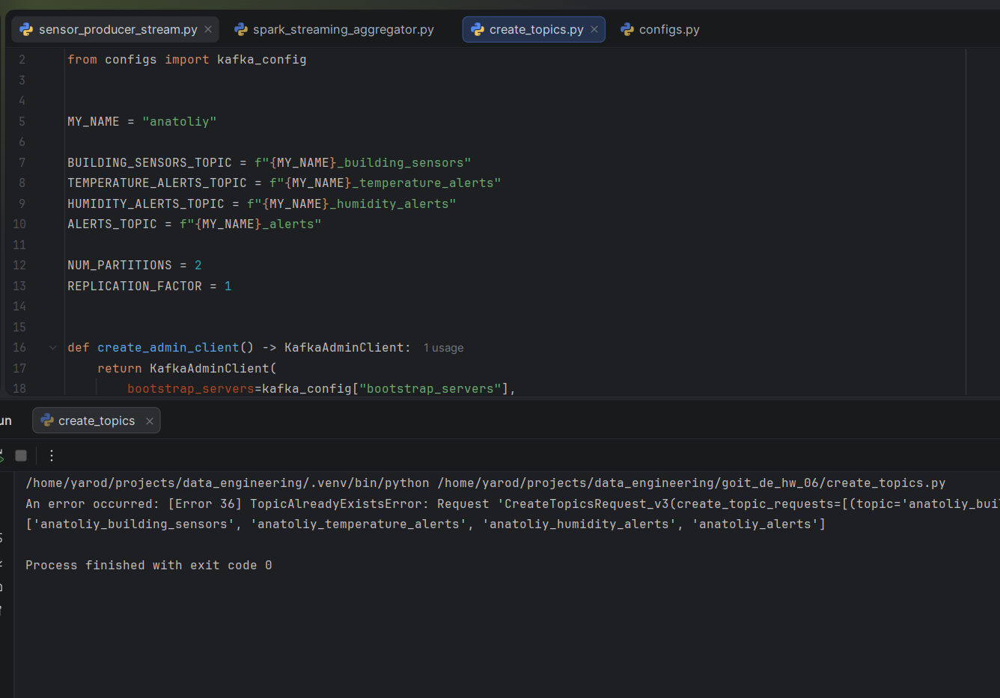 sensor_producer_stream.py
spark_streaming_aggregator.py
create_topics.py
configs.py
2 from configs import kafka_config
3
4
5 MY_NAME = "anatoliy"
6
7 BUILDING_SENSORS_TOPIC = f"{MY_NAME}_building_sensors"
8 TEMPERATURE_ALERTS_TOPIC = f"{MY_NAME}_temperature_alerts"
9 HUMIDITY_ALERTS_TOPIC = f"{MY_NAME}_humidity_alerts"
10 ALERTS_TOPIC = f"{MY_NAME}_alerts"
11
12 NUM_PARTITIONS = 2
13 REPLICATION_FACTOR = 1
14
15
16 def create_admin_client() -> KafkaAdminClient: 1 usage
17 return KafkaAdminClient(
18 bootstrap_servers=kafka_config["bootstrap_servers"],
un
create_topics
/home/yarod/projects/data_engineering/.venv/bin/python /home/yarod/projects/data_engineering/goit_de_hw_06/create_topics.py
An error occurred: [Error 36] TopicAlreadyExistsError: Request 'CreateTopicsRequest_v3(create_topic_requests=[(topic='anatoliy_bui
['anatoliy_building_sensors', 'anatoliy_temperature_alerts', 'anatoliy_humidity_alerts', 'anatoliy_alerts']
Process finished with exit code 0